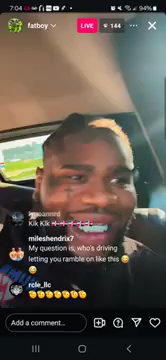 7:04
54%
fatboy
LIVE
144
Kik Kik
mileshendrix7
My question is, who's driving
letting you ramble on like this
rcle_llc
Add a comment...